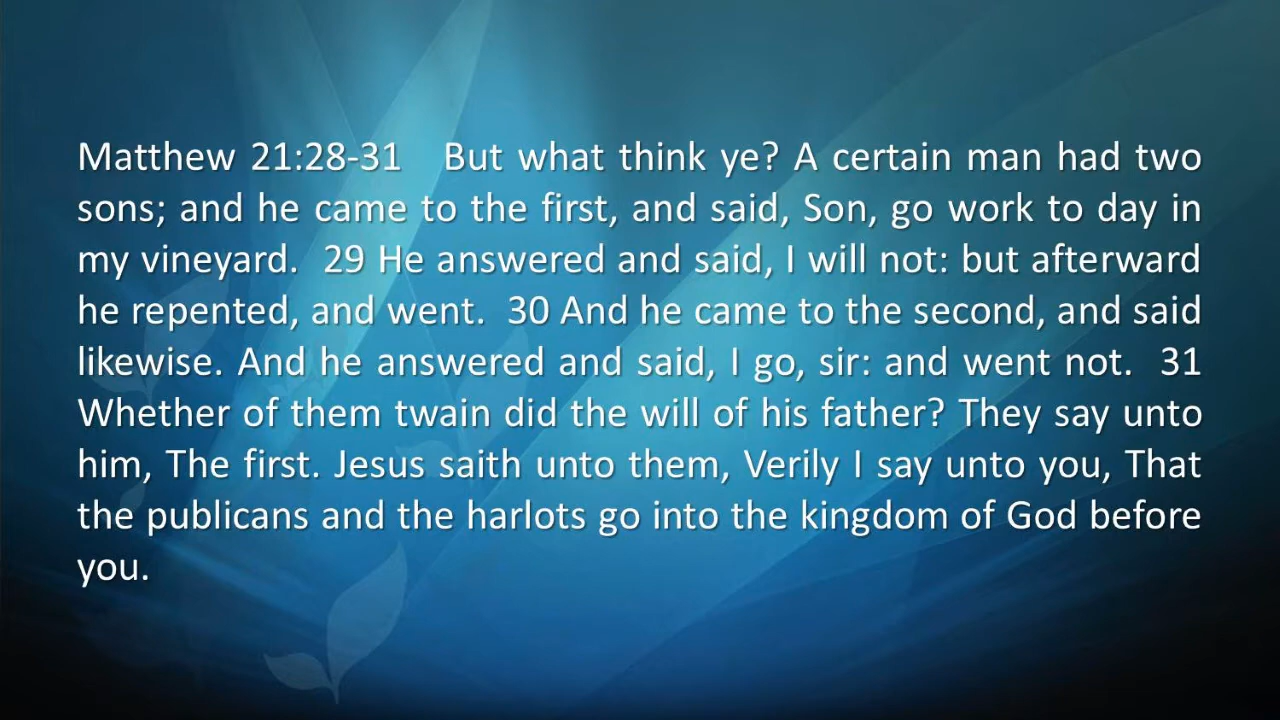 Matthew 21:28-31 But what think ye? A certain man had two
sons; and he came to the first, and said, Son, go work to day in
my vineyard. 29 He answered and said, I will not: but afterward
he repented, and went. 30 And he came to the second, and said
likewise. And he answered and said, I go, sir: and went not. 31
Whether of them twain did the will of his father? They say unto
him, The first. Jesus saith unto them, Verily I say unto you, That
the publicans and the harlots go into the kingdom of God before
you.